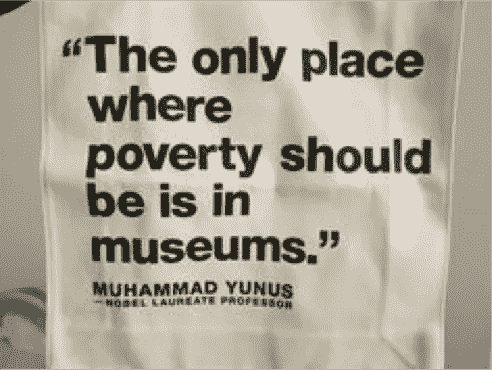 “The only place
where
poverty should
be is in
museums.”
MUHAMMAD YUNUS
—NOBEL LAUREATE PROFESSOR